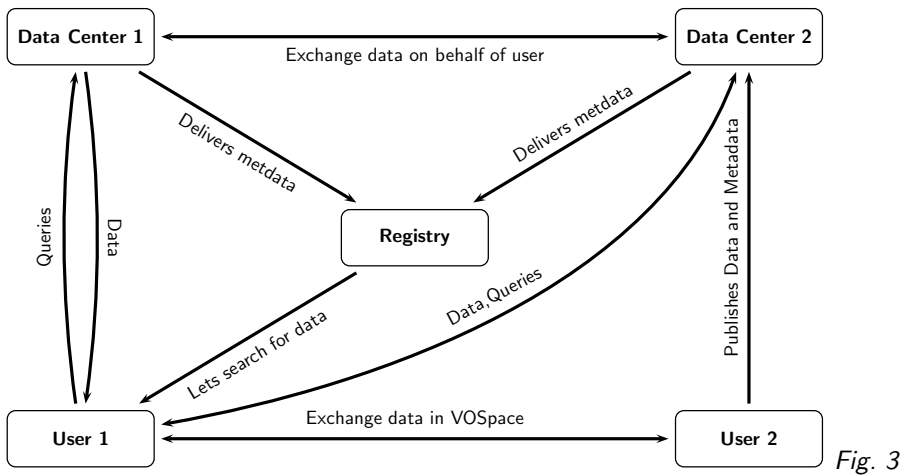 Data Center 1
Data Center 2
Exchange data on behalf of user
Delivers metdata
Delivers metdata
Queries
Data
Registry
Publishes Data and Metadata
Data,Queries
Lets search for data
Exchange data in VOSpace
User 1
User 2
Fig. 3